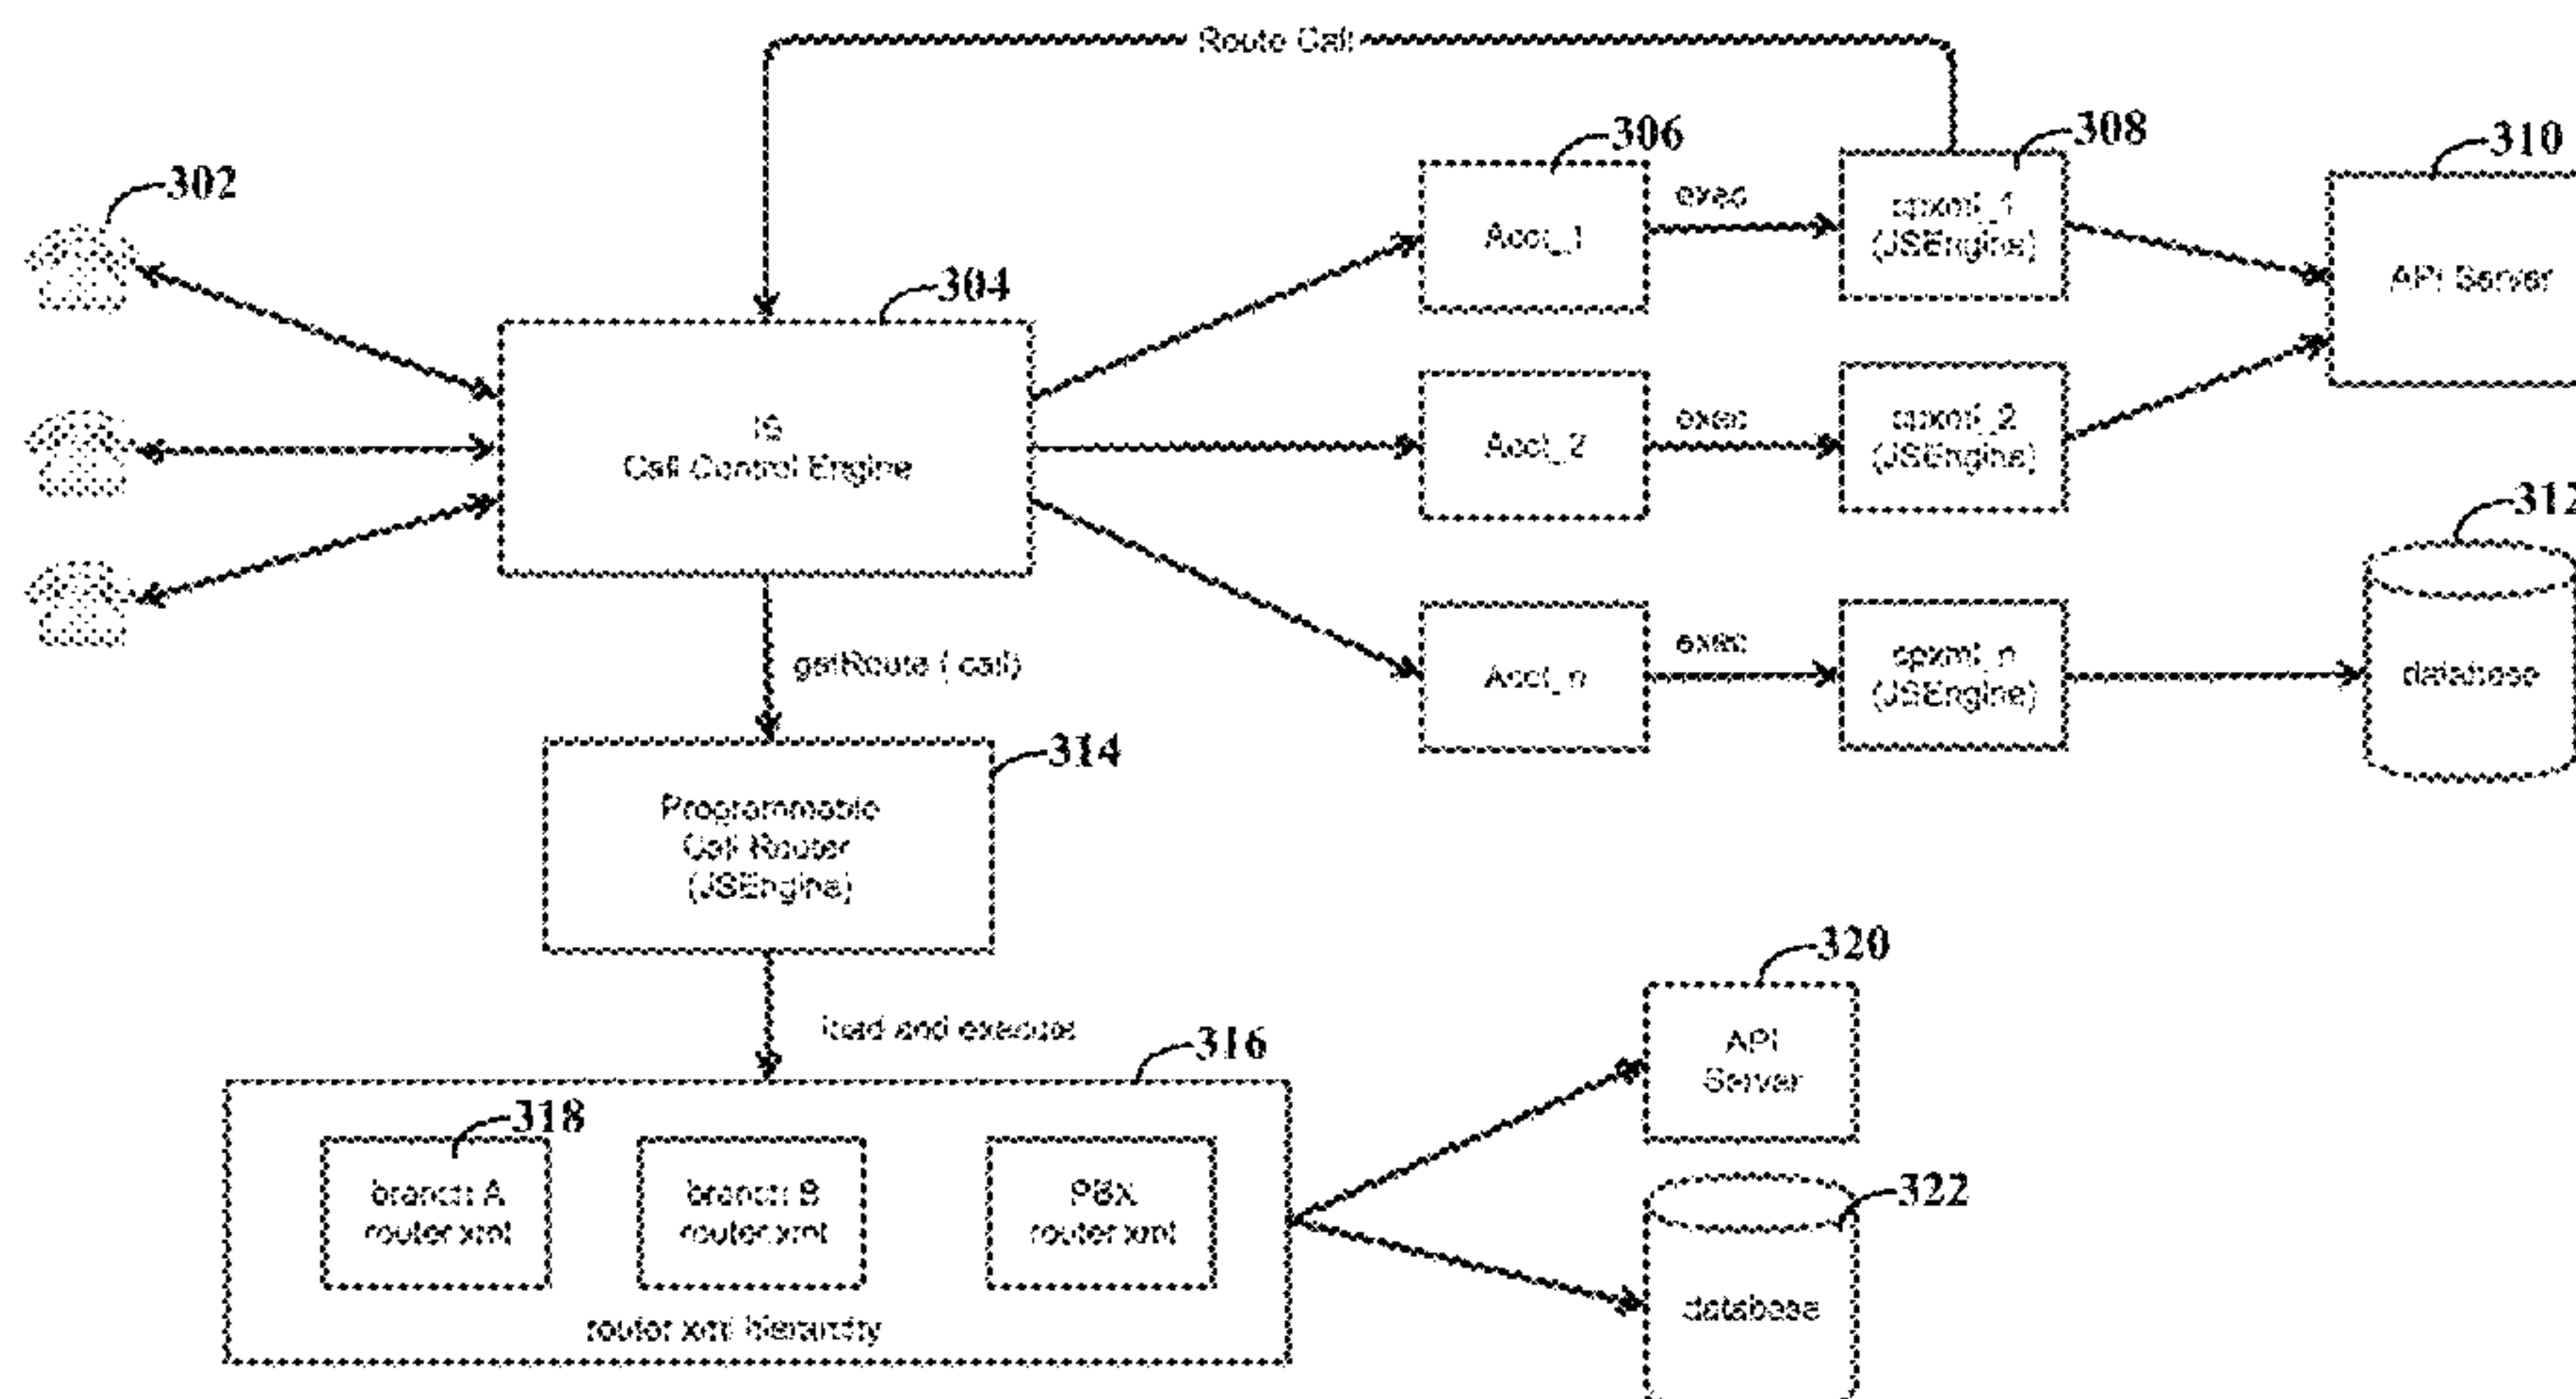 Route Call
306
308
310
302
Acct_1
exec
cpxml_1
(JSEngine)
API Server
304
IS
Call Control Engine
Acct_2
exec
cpxml_2
(JSEngine)
312
Acct_n
exec
cpxml_n
(JSEngine)
database
getRoute ( call)
314
Programmable
Call Router
(JSEngine)
load and execute
316
320
API
Server
318
branch A
router.xml
branch B
router.xml
PBX
router.xml
322
database
router.xml hierarchy